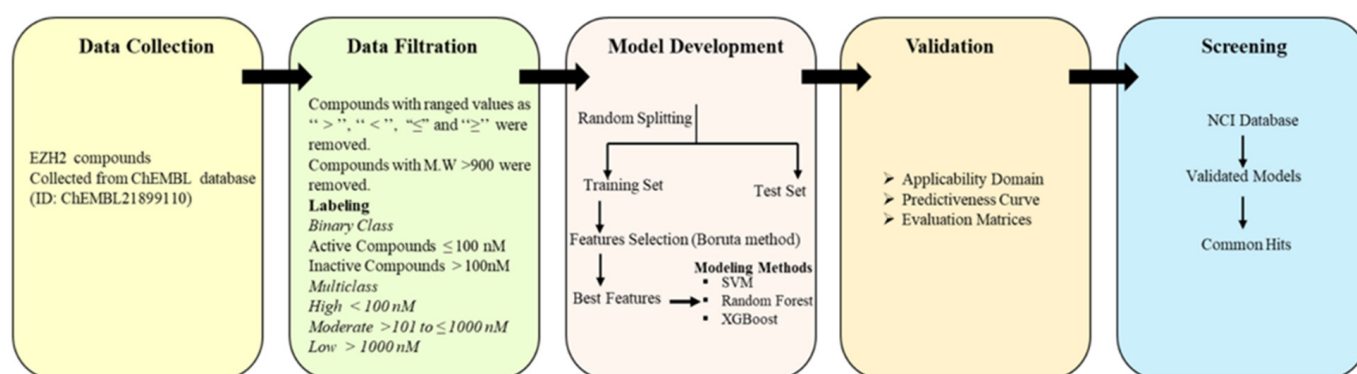 Data Collection
EZH2 compounds
Collected from ChEMBL database
(ID: ChEMBL21899110)
Data Filtration
Compounds with ranged values as
“ > ”, “ < ”, “≤” and “≥” were
removed.
Compounds with M.W >900 were
removed.
Labeling
Binary Class
Active Compounds ≤100 nM
Inactive Compounds >100nM
Multiclass
High <100 nM
Moderate >101 to ≤1000 nM
Low >1000 nM
Model Development
Random Splitting
Training Set
Test Set
Features Selection (Boruta method)
Best Features
Modeling Methods
▪ SVM
▪ Random Forest
▪ XGBoost
Validation
➢ Applicability Domain
➢ Predictiveness Curve
➢ Evaluation Matrices
Screening
NCI Database
Validated Models
Common Hits